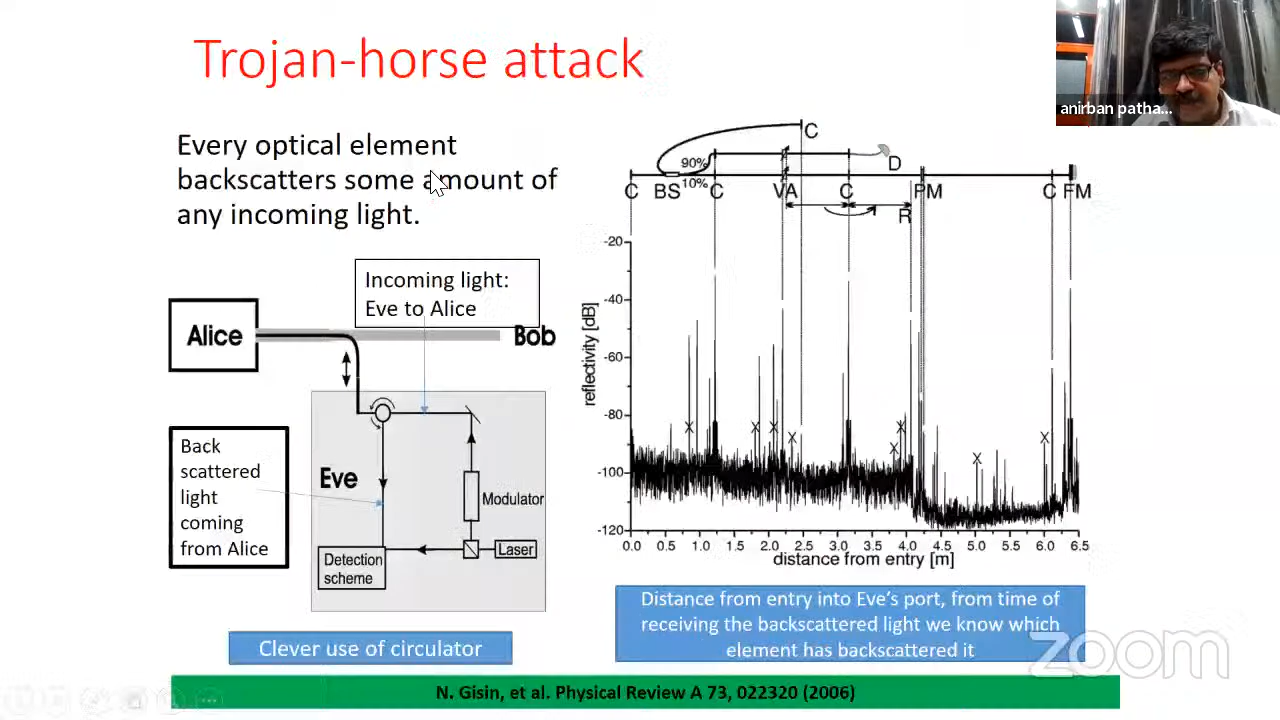 Trojan-horse attack
anirban patha...
Every optical element
backscatters some amount of
any incoming light.
Incoming light:
Eve to Alice
Alice
Bob
Back
scattered
light
coming
from Alice
Eve
Modulator
Laser
Detection
scheme
Clever use of circulator
C
90%
D
10%
C BS C VA C PM C FM
R
reflectivity [dB]
-20
-40
-60
-80
-100
-120
X X X X X X X X
0.0 0.5 1.0 1.5 2.0 2.5 3.0 3.5 4.0 4.5 5.0 5.5 6.0 6.5
distance from entry [m]
Distance from entry into Eve's port, from time of
receiving the backscattered light we know which
element has backscattered it
zoom
N. Gisin, et al. Physical Review A 73, 022320 (2006)